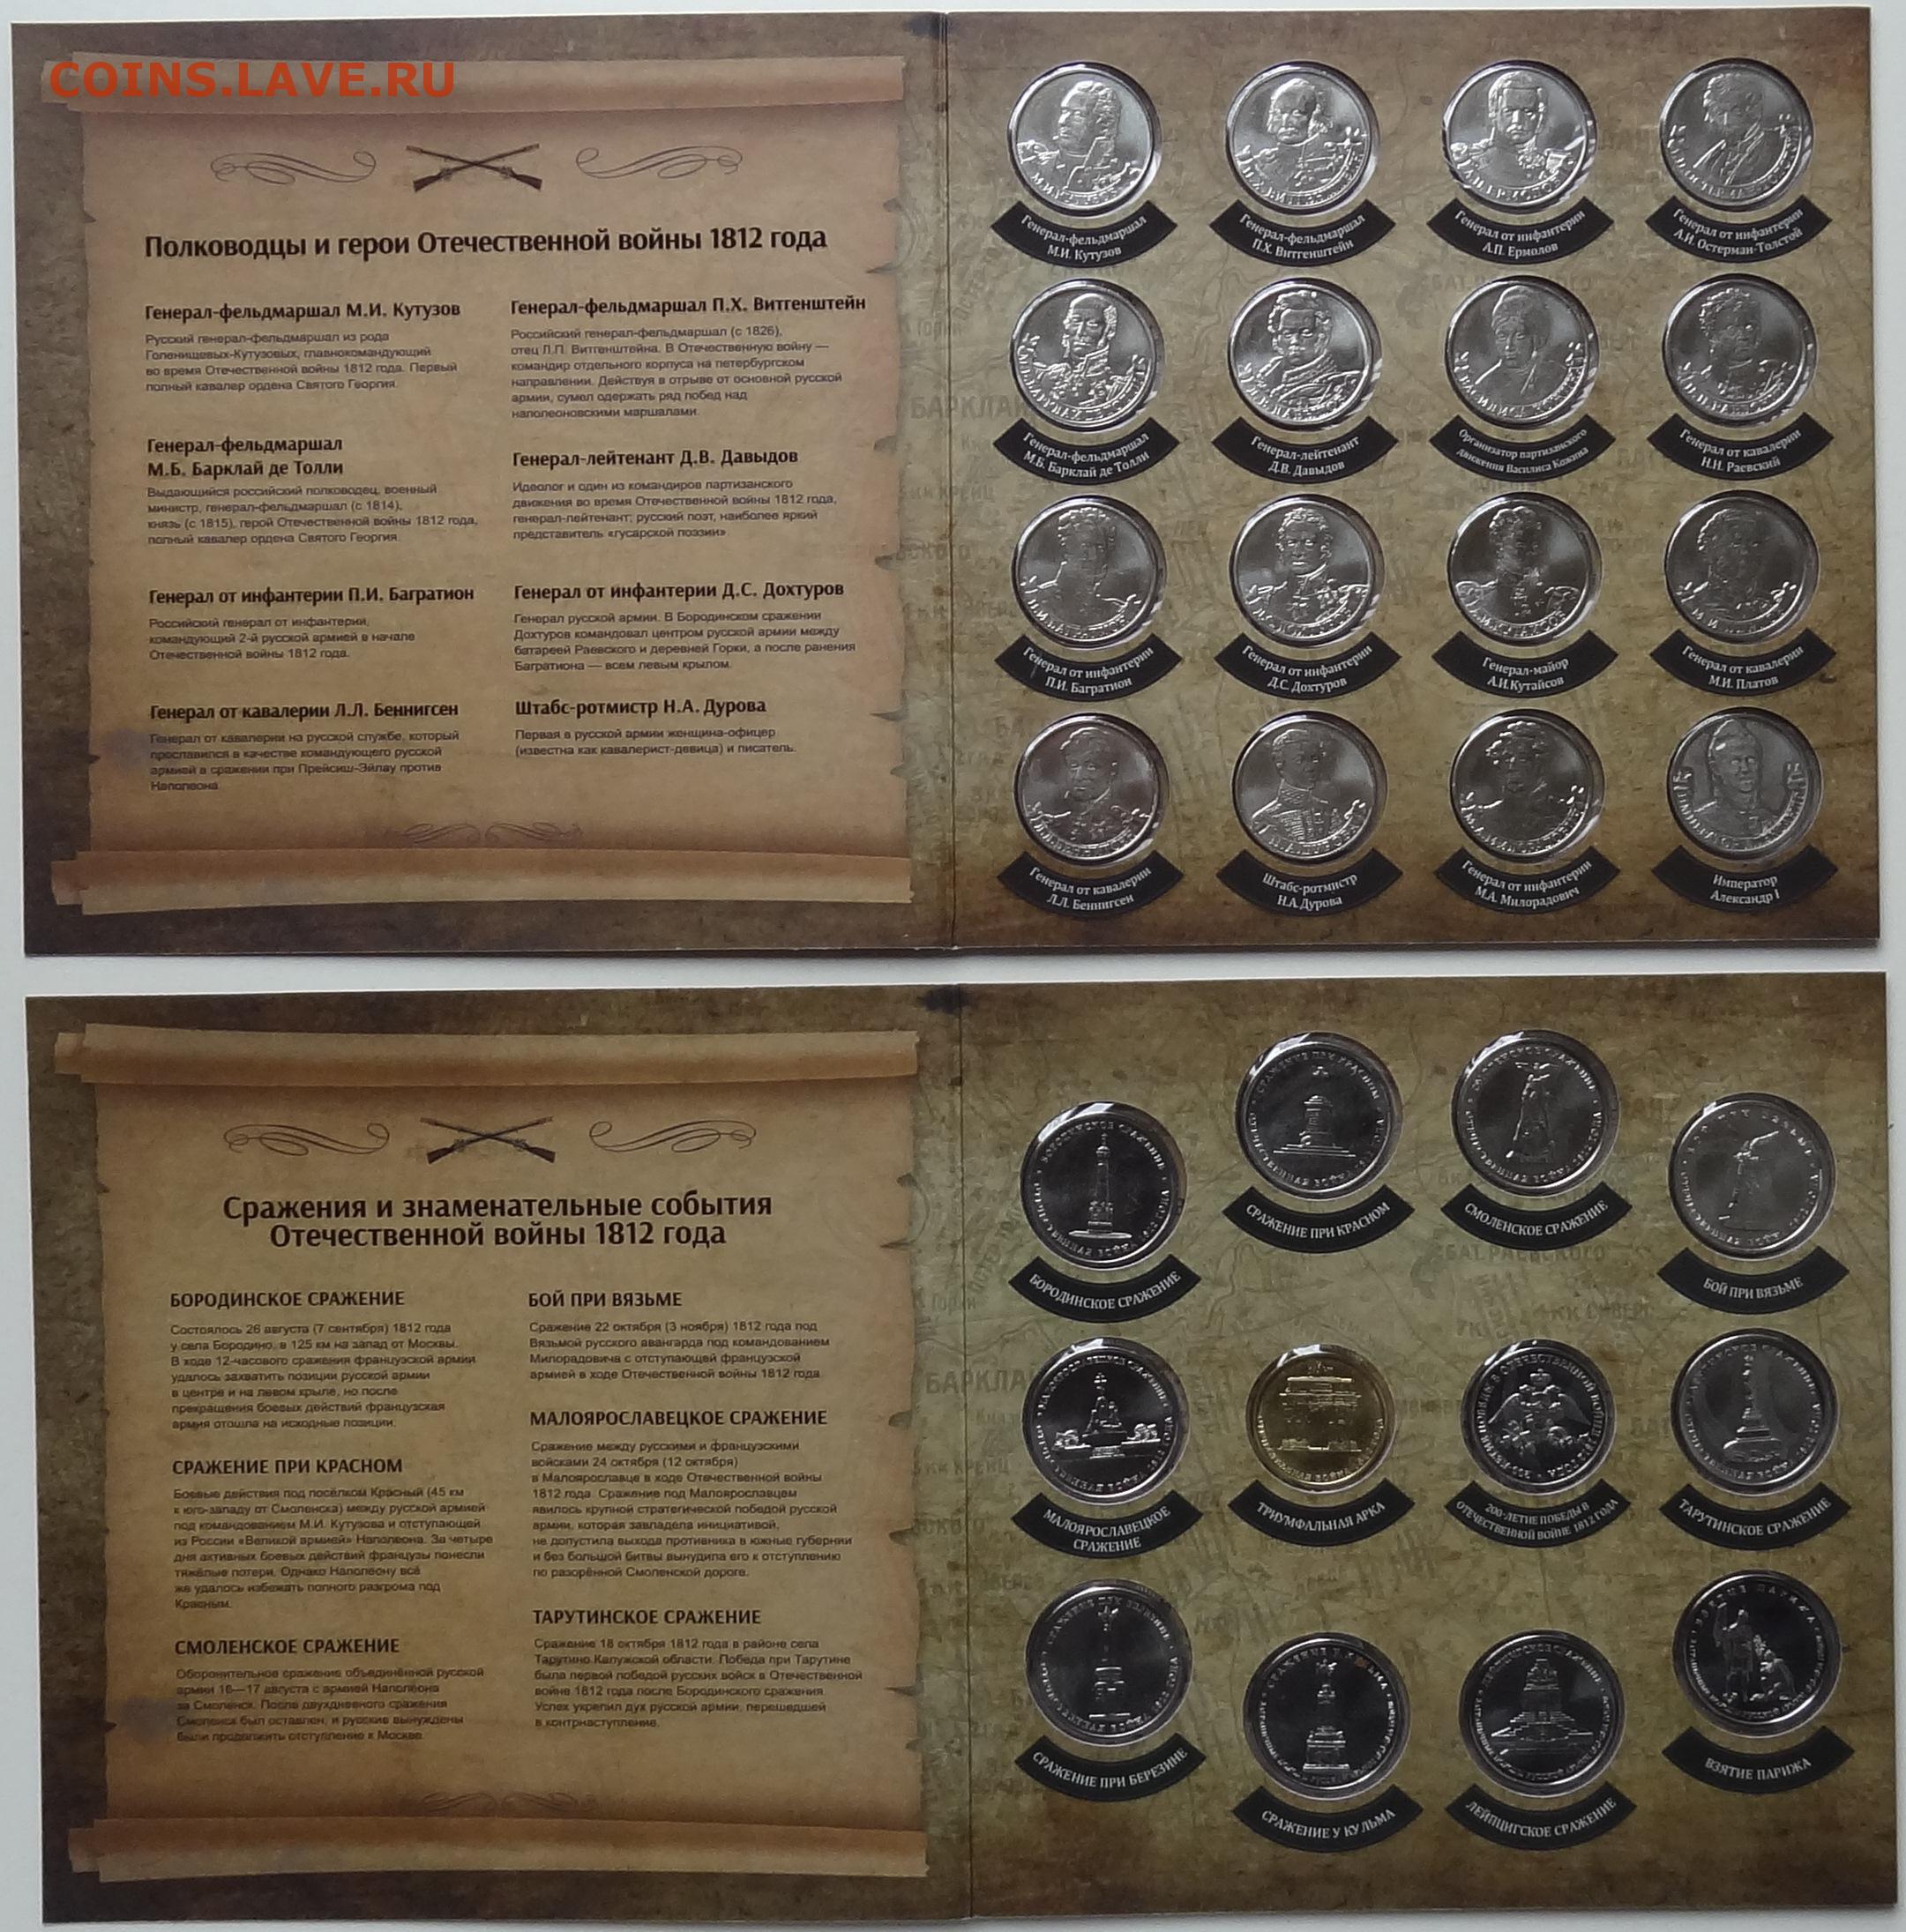 COINS.LAVE.RU
Полководцы и герои Отечественной войны 1812 года
Генерал-фельдмаршал М.И. Кутузов
Русский генерал-фельдмаршал из рода
Голенищевых-Кутузовых, главнокомандующий
во время Отечественной войны 1812 года. Первый
полный кавалер ордена Святого Георгия.
Генерал-фельдмаршал
М.Б. Барклай де Толли
Выдающийся российский полководец, военный
министр, генерал-фельдмаршал (с 1814),
князь (с 1815), герой Отечественной войны 1812 года,
полный кавалер ордена Святого Георгия.
Генерал от инфантерии П.И. Багратион
Российский генерал от инфантерии,
командующий 2-й русской армией в начале
Отечественной войны 1812 года.
Генерал от кавалерии Л.Л. Беннигсен
Генерал от кавалерии на русской службе, который
прославился в качестве командующего русской
армией в сражении при Прейсиш-Эйлау против
Наполеона.
Генерал-фельдмаршал П.Х. Витгенштейн
Российский генерал-фельдмаршал (с 1826),
отец Л.П. Витгенштейна. В Отечественную войну —
командир отдельного корпуса на петербургском
направлении. Действуя в отрыве от основной русской
армии, сумел одержать ряд побед над
наполеоновскими маршалами.
Генерал-лейтенант Д.В. Давыдов
Идеолог и один из командиров партизанского
движения во время Отечественной войны 1812 года,
генерал-лейтенант, русский поэт, наиболее яркий
представитель «гусарской поэзии»
Генерал от инфантерии Д.С. Дохтуров
Генерал русской армии. В Бородинском сражении
Дохтуров командовал центром русской армии между
батареей Раевского и деревней Горки, а после ранения
Багратиона — всем левым крылом.
Штабс-ротмистр Н.А. Дурова
Первая в русской армии женщина-офицер
(известна как кавалерист-девица) и писатель.
Генерал-фельдмаршал
М.И. Кутузов
Генерал-фельдмаршал
П.Х. Витгенштейн
Генерал от инфантерии
А.П. Ермолов
Генерал от инфантерии
А.И. Остерман-Толстой
Генерал-фельдмаршал
М.Б. Барклай де Толли
Генерал-лейтенант
Д.В. Давыдов
Организатор партизанского
движения Василиса Кожина
Генерал от кавалерии
Н.Н. Раевский
Генерал от инфантерии
П.И. Багратион
Генерал от инфантерии
Д.С. Дохтуров
Генерал-майор
А.И. Кутайсов
Генерал от кавалерии
М.И. Платов
Генерал от кавалерии
Л.Л. Беннигсен
Штабс-ротмистр
Н.А. Дурова
Генерал от инфантерии
М.А. Милорадович
Император
Александр I
Сражения и знаменательные события
Отечественной войны 1812 года
БОРОДИНСКОЕ СРАЖЕНИЕ
Состоялось 26 августа (7 сентября) 1812 года
у села Бородино, в 125 км на запад от Москвы.
В ходе 12-часового сражения французской армии
удалось захватить позиции русской армии
в центре и на левом крыле, но после
прекращения боевых действий французская
армия отошла на исходные позиции.
СРАЖЕНИЕ ПРИ КРАСНОМ
Боевые действия под посёлком Красный (45 км
к юго-западу от Смоленска) между русской армией
под командованием М.И. Кутузова и отступающей
из России «Великой армией» Наполеона. За четыре
дня активных боевых действий французы понесли
тяжёлые потери. Однако Наполеону всё
же удалось избежать полного разгрома под
Красным.
СМОЛЕНСКОЕ СРАЖЕНИЕ
Оборонительное сражение объединённой русской
армии 16—17 августа с армией Наполеона
за Смоленск. После двухдневного сражения
Смоленск был оставлен, и русские вынуждены
были продолжить отступление к Москве.
БОЙ ПРИ ВЯЗЬМЕ
Сражение 22 октября (3 ноября) 1812 года под
Вязьмой русского авангарда под командованием
Милорадовича с отступающей французской
армией в ходе Отечественной войны 1812 года.
МАЛОЯРОСЛАВЕЦКОЕ СРАЖЕНИЕ
Сражение между русскими и французскими
войсками 24 октября (12 октября)
в Малоярославце в ходе Отечественной войны
1812 года. Сражение под Малоярославцем
явилось крупной стратегической победой русской
армии, которая завладела инициативой,
не допустила выхода противника в южные губернии
и без большой битвы вынудила его к отступлению
по разорённой Смоленской дороге.
ТАРУТИНСКОЕ СРАЖЕНИЕ
Сражение 18 октября 1812 года в районе села
Тарутино Калужской области. Победа при Тарутине
была первой победой русских войск в Отечественной
войне 1812 года после Бородинского сражения.
Успех укрепил дух русской армии, перешедшей
в контрнаступление.
БОРОДИНСКОЕ СРАЖЕНИЕ
СРАЖЕНИЕ ПРИ КРАСНОМ
СМОЛЕНСКОЕ СРАЖЕНИЕ
БОЙ ПРИ ВЯЗЬМЕ
МАЛОЯРОСЛАВЕЦКОЕ
СРАЖЕНИЕ
ТРИУМФАЛЬНАЯ АРКА
200-ЛЕТИЕ ПОБЕДЫ В
ОТЕЧЕСТВЕННОЙ ВОЙНЕ 1812 ГОДА
ТАРУТИНСКОЕ СРАЖЕНИЕ
СРАЖЕНИЕ ПРИ БЕРЕЗИНЕ
СРАЖЕНИЕ У КУЛЬМА
ЛЕЙПЦИГСКОЕ СРАЖЕНИЕ
ВЗЯТИЕ ПАРИЖА